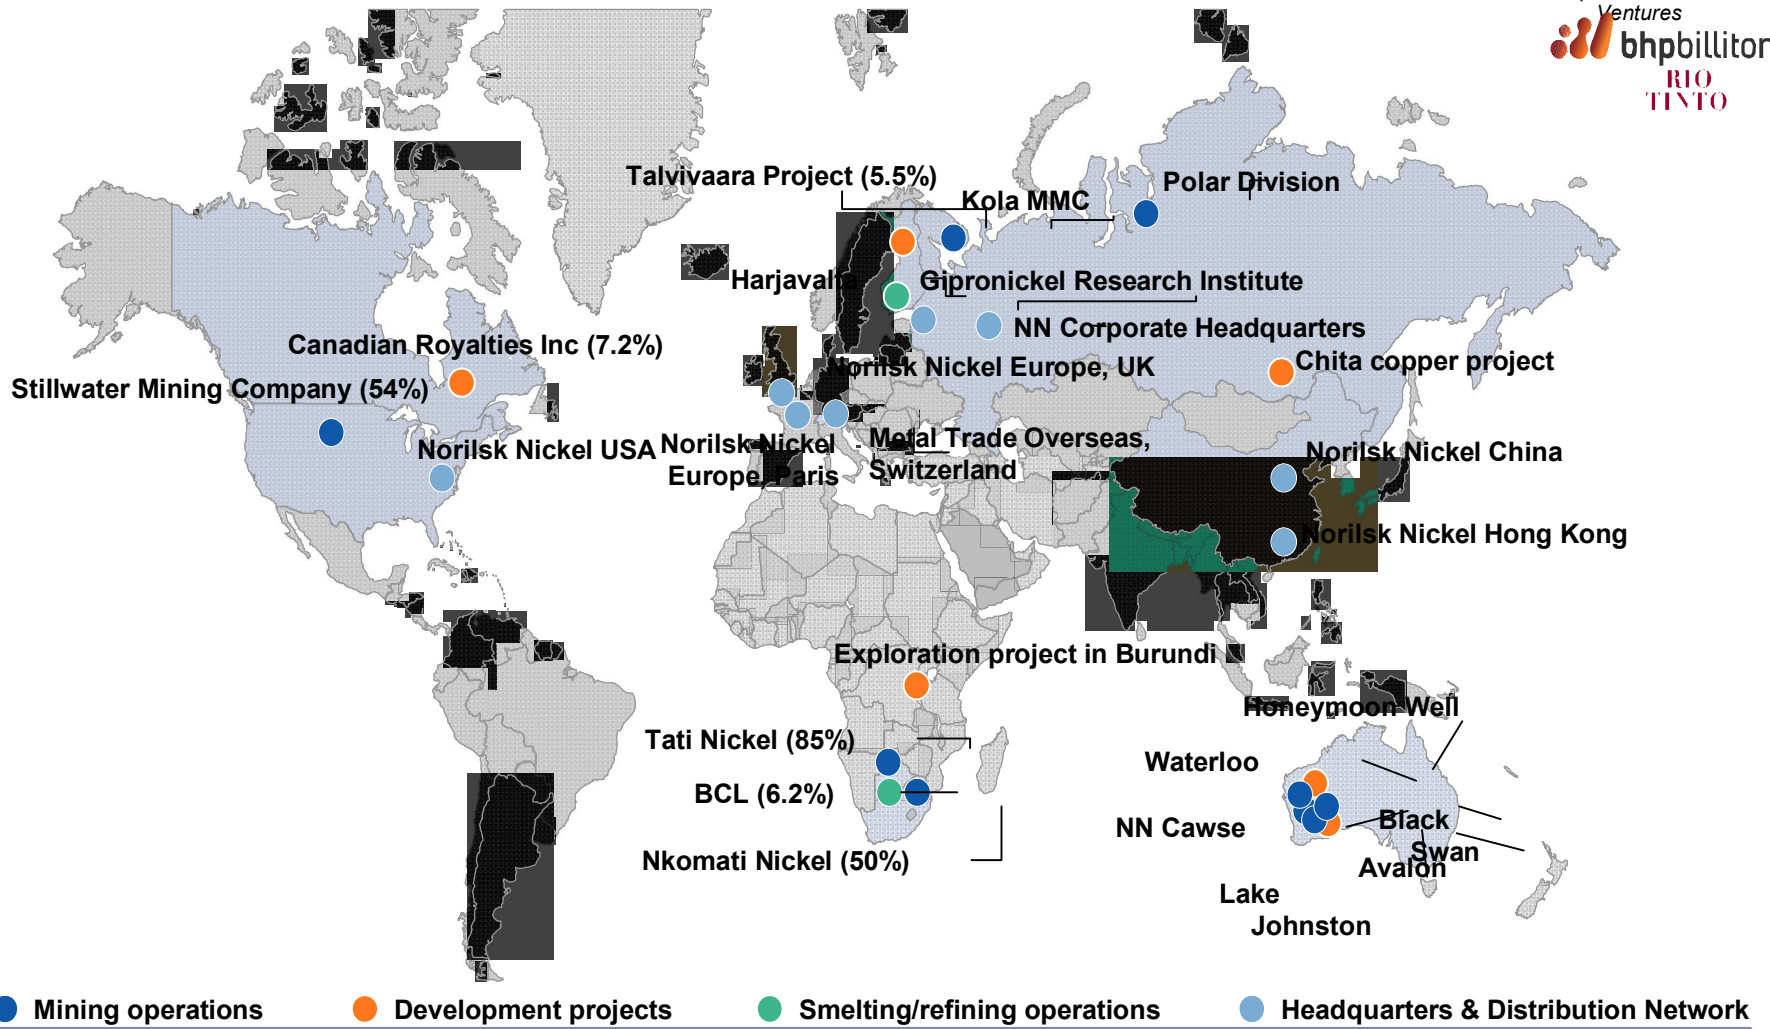 Ventures
bhpbilliton
RIO
TINTO
Talvivaara Project (5.5%)
Kola MMC
Polar Division
Harjavalta
Gipronickel Research Institute
NN Corporate Headquarters
Canadian Royalties Inc (7.2%)
Norilsk Nickel Europe, UK
Chita copper project
Stillwater Mining Company (54%)
Norilsk Nickel USA
Norilsk Nickel
Europe, Paris
Metal Trade Overseas,
Switzerland
Norilsk Nickel China
Norilsk Nickel Hong Kong
Exploration project in Burundi
Honeymoon Well
Tati Nickel (85%)
Waterloo
BCL (6.2%)
NN Cawse
Black
Swan
Avalon
Nkomati Nickel (50%)
Lake
Johnston
Mining operations
Development projects
Smelting/refining operations
Headquarters & Distribution Network